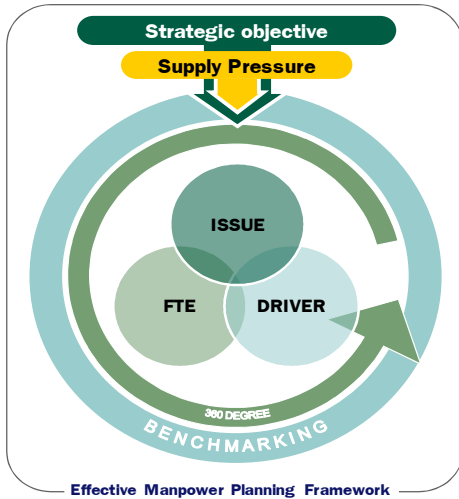 Strategic objective
Supply Pressure
ISSUE
FTE
DRIVER
360 DEGREE
BENCHMARKING
Effective Manpower Planning Framework